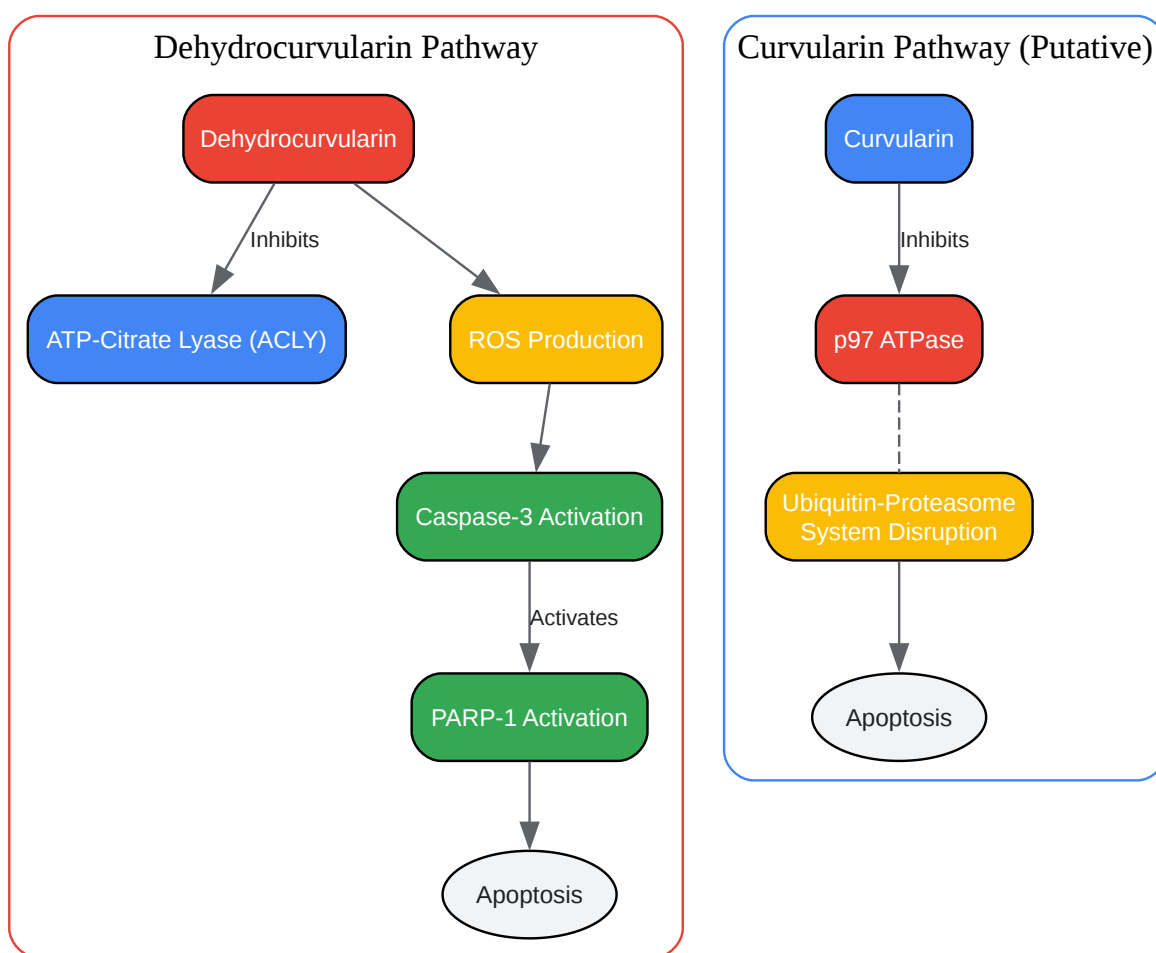 Dehydrocurvularin Pathway
Dehydrocurvularin
Inhibits
ATP-Citrate Lyase (ACLY)
ROS Production
Caspase-3 Activation
Activates
PARP-1 Activation
Apoptosis
Curvularin Pathway (Putative)
Curvularin
Inhibits
p97 ATPase
Ubiquitin-Proteasome
System Disruption
Apoptosis